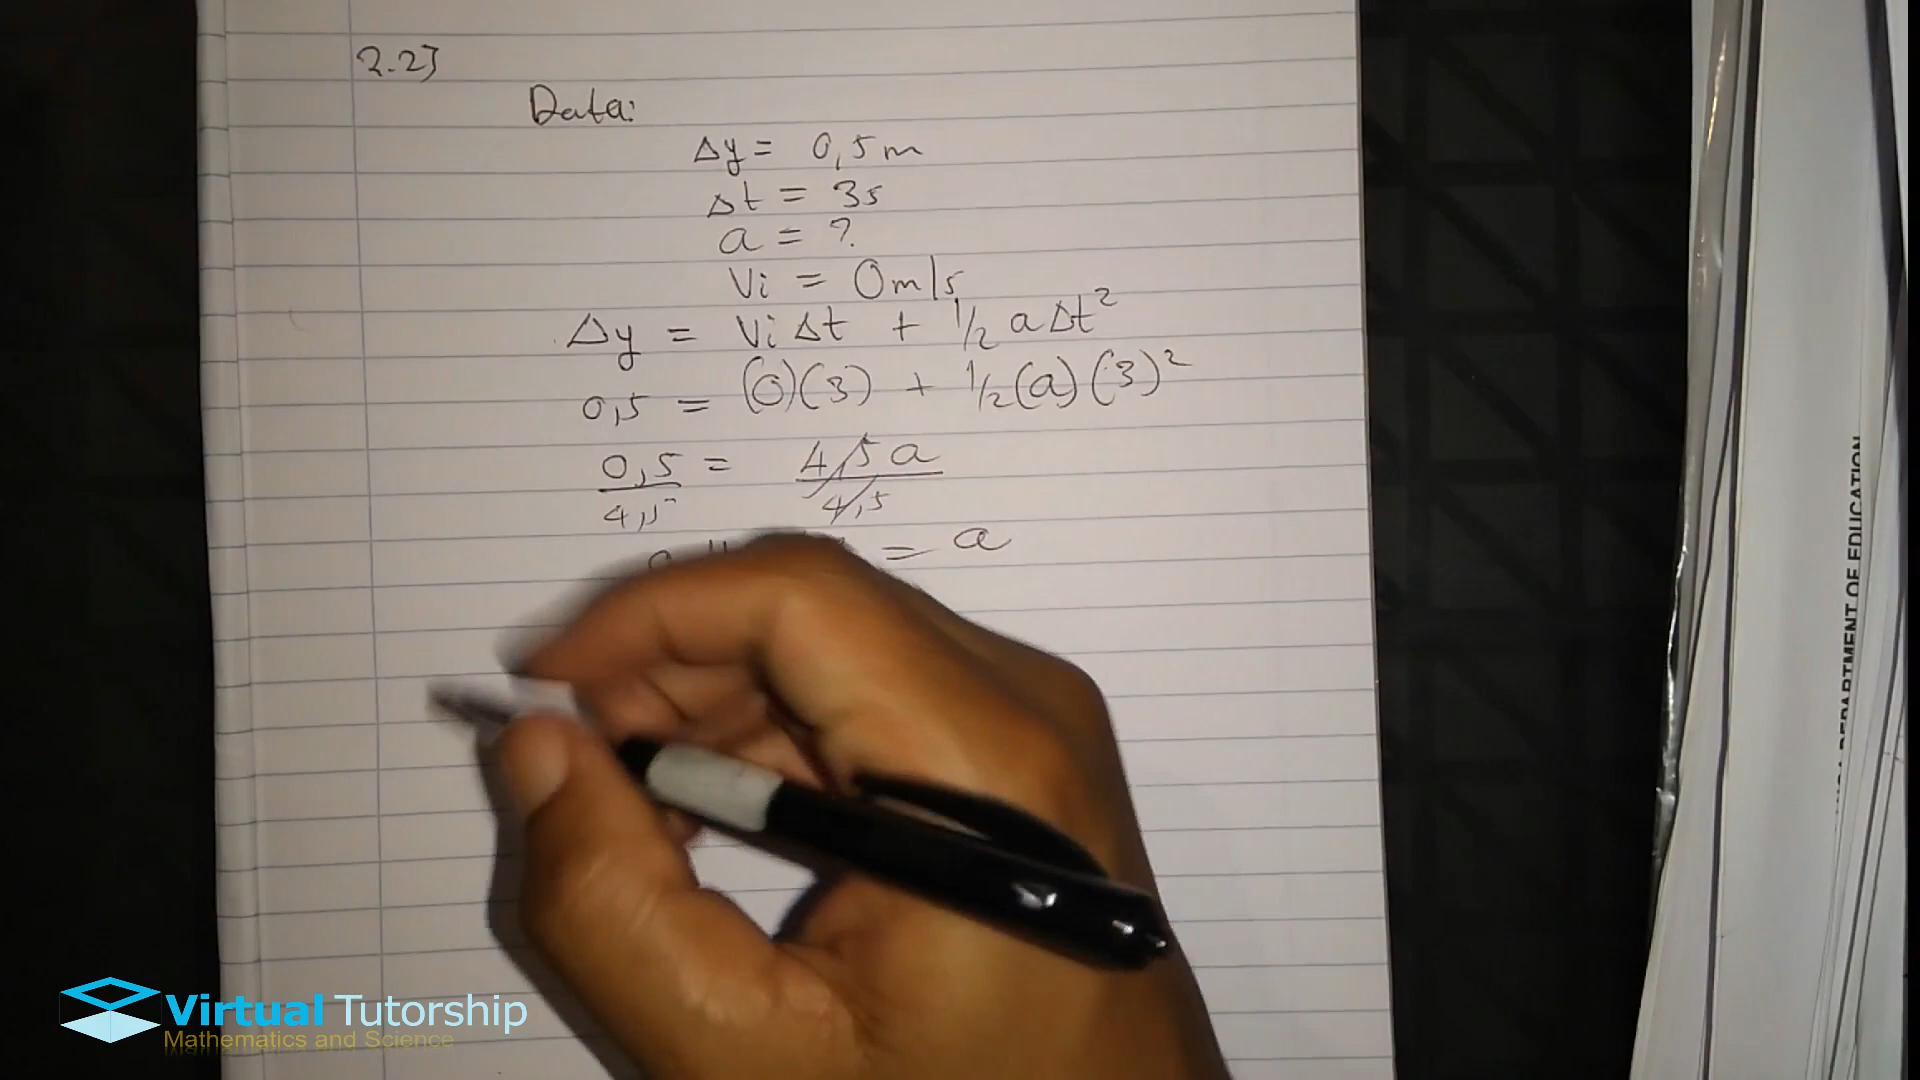 2.2]
Data:
Δy = 0,5m
Δt = 3s
a = ?
Vi = 0m/s
Δy = ViΔt + 1/2 aΔt²
0,5 = (0)(3) + 1/2(a)(3)²
0,5 = 4,5a
4,5 4,5
= a
DEPARTMENT OF EDUCATION
Virtual Tutorship
Mathematics and Science